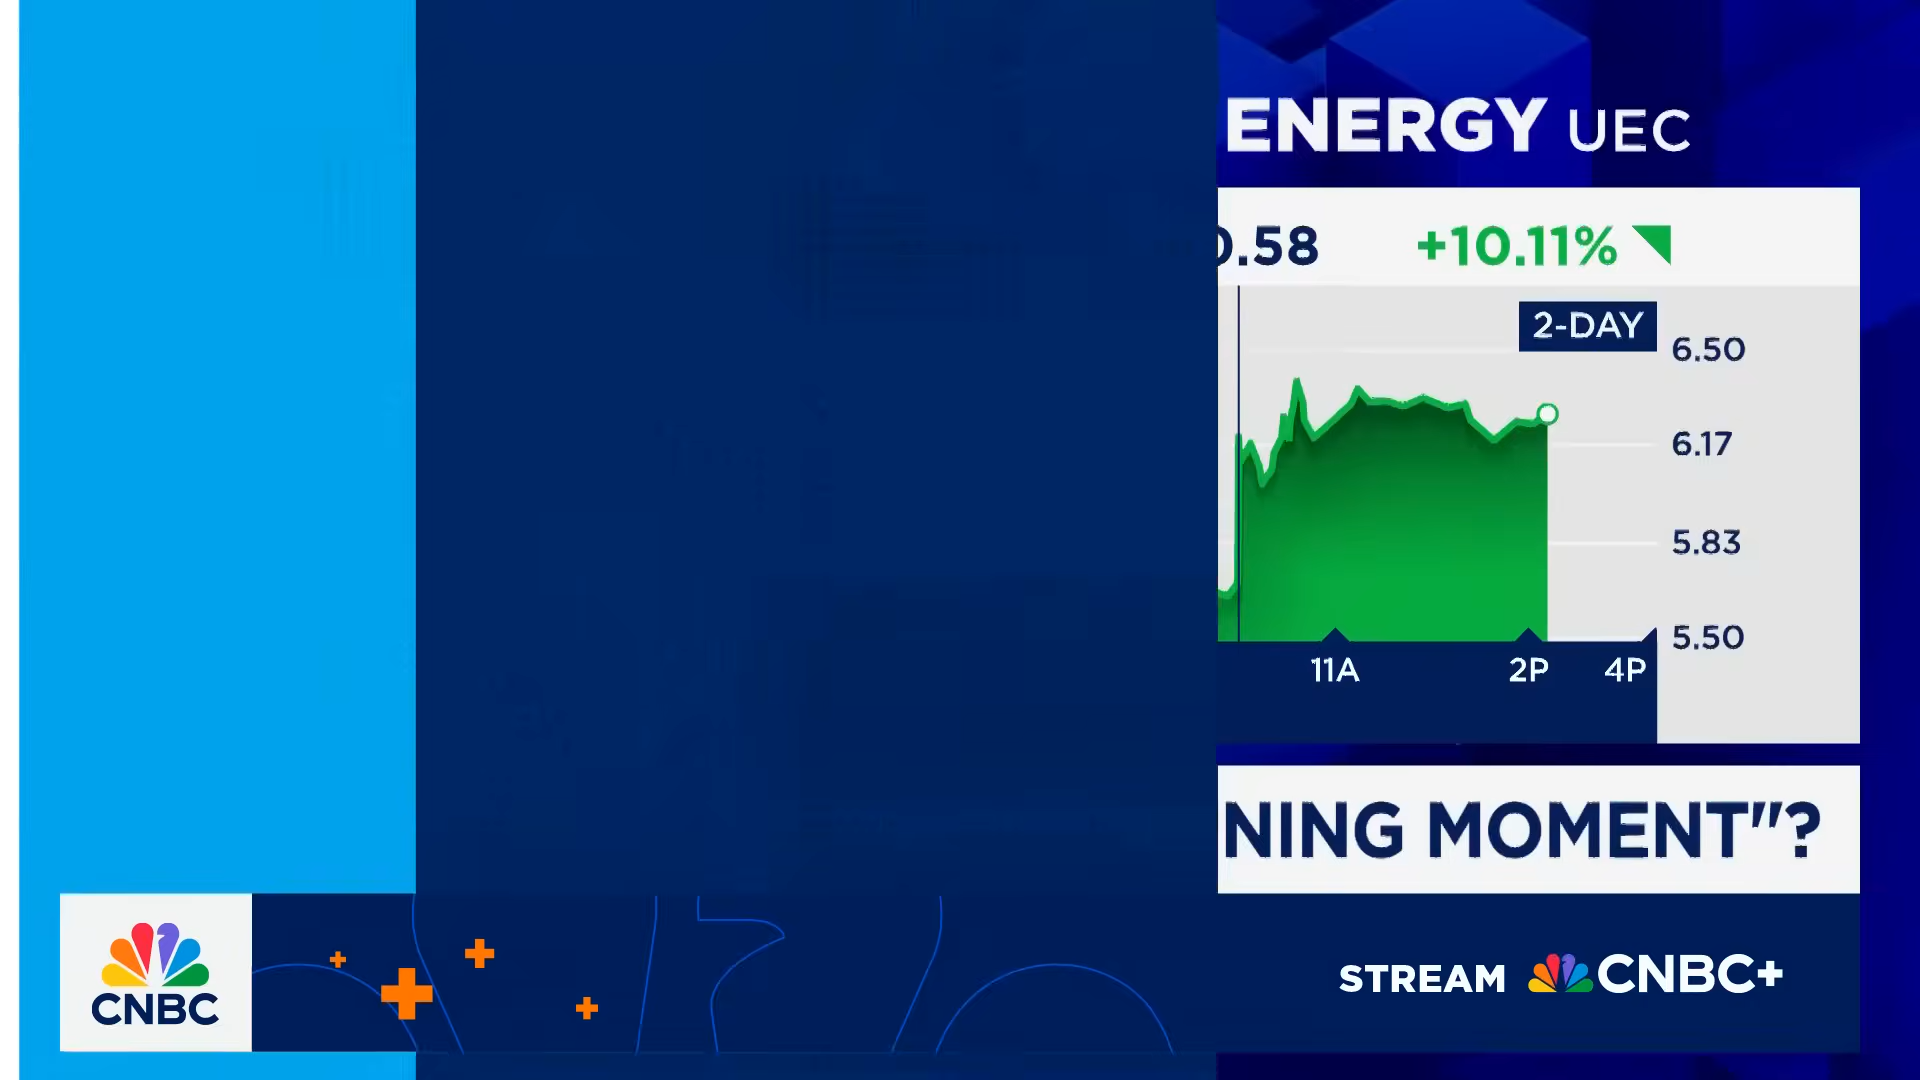 ENERGY UEC
0.58 +10.11%
2-DAY
6.50
6.17
5.83
5.50
11A 2P 4P
NING MOMENT"?
CNBC
STREAM CNBC+